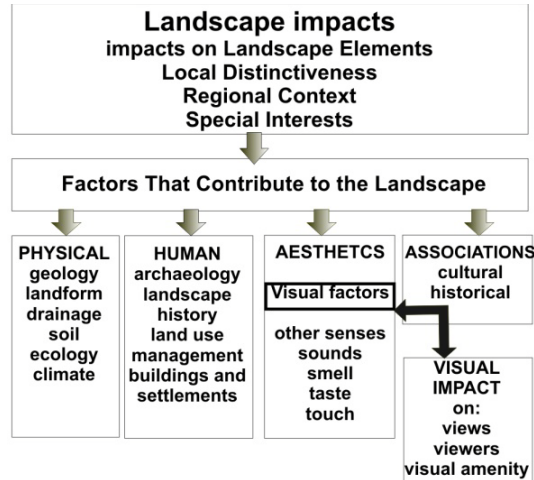 Landscape impacts
impacts on Landscape Elements
Local Distinctiveness
Regional Context
Special Interests
Factors That Contribute to the Landscape
PHYSICAL
geology
landform
drainage
soil
ecology
climate
HUMAN
archaeology
landscape
history
land use
management
buildings and
settlements
AESTHETCS
Visual factors
other senses
sounds
smell
taste
touch
ASSOCIATIONS
cultural
historical
VISUAL
IMPACT
on:
views
viewers
visual amenity